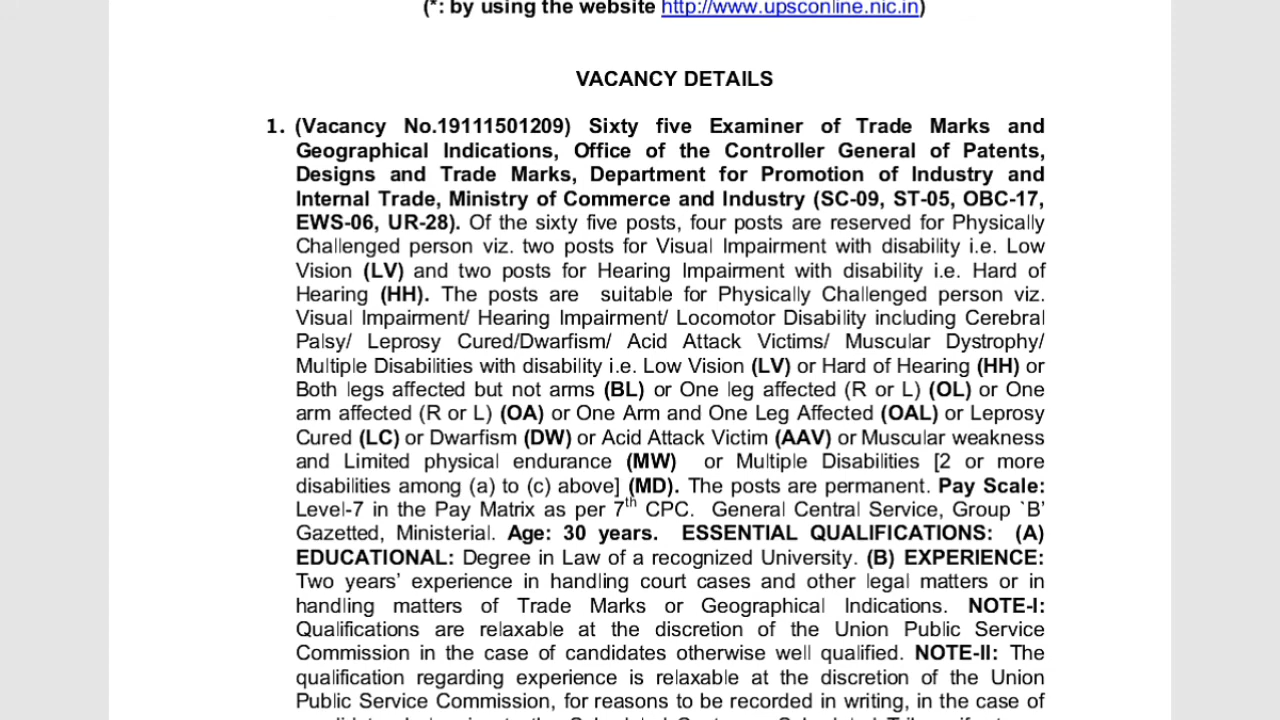 (*: by using the website http://www.upsconline.nic.in)
VACANCY DETAILS
1. (Vacancy No.19111501209) Sixty five Examiner of Trade Marks and
Geographical Indications, Office of the Controller General of Patents,
Designs and Trade Marks, Department for Promotion of Industry and
Internal Trade, Ministry of Commerce and Industry (SC-09, ST-05, OBC-17,
EWS-06, UR-28). Of the sixty five posts, four posts are reserved for Physically
Challenged person viz. two posts for Visual Impairment with disability i.e. Low
Vision (LV) and two posts for Hearing Impairment with disability i.e. Hard of
Hearing (HH). The posts are suitable for Physically Challenged person viz.
Visual Impairment/ Hearing Impairment/ Locomotor Disability including Cerebral
Palsy/ Leprosy Cured/Dwarfism/ Acid Attack Victims/ Muscular Dystrophy/
Multiple Disabilities with disability i.e. Low Vision (LV) or Hard of Hearing (HH) or
Both legs affected but not arms (BL) or One leg affected (R or L) (OL) or One
arm affected (R or L) (OA) or One Arm and One Leg Affected (OAL) or Leprosy
Cured (LC) or Dwarfism (DW) or Acid Attack Victim (AAV) or Muscular weakness
and Limited physical endurance (MW) or Multiple Disabilities [2 or more
disabilities among (a) to (c) above] (MD). The posts are permanent. Pay Scale:
Level-7 in the Pay Matrix as per 7th CPC. General Central Service, Group `B'
Gazetted, Ministerial. Age: 30 years. ESSENTIAL QUALIFICATIONS: (A)
EDUCATIONAL: Degree in Law of a recognized University. (B) EXPERIENCE:
Two years' experience in handling court cases and other legal matters or in
handling matters of Trade Marks or Geographical Indications. NOTE-I:
Qualifications are relaxable at the discretion of the Union Public Service
Commission in the case of candidates otherwise well qualified. NOTE-II: The
qualification regarding experience is relaxable at the discretion of the Union
Public Service Commission, for reasons to be recorded in writing, in the case of